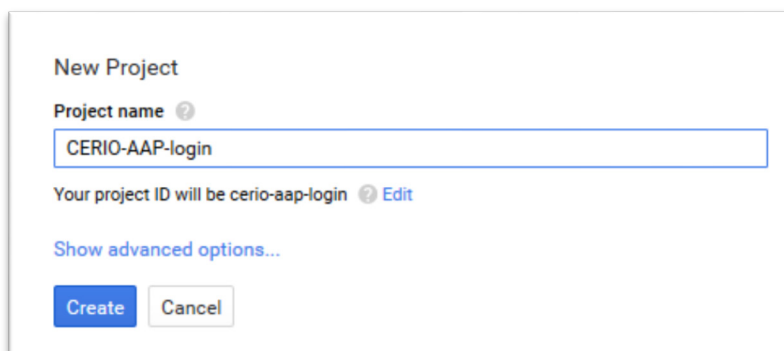 New Project
Project name ?
CERIO-AAP-login
Your project ID will be cerio-aap-login ? Edit
Show advanced options...
Create Cancel